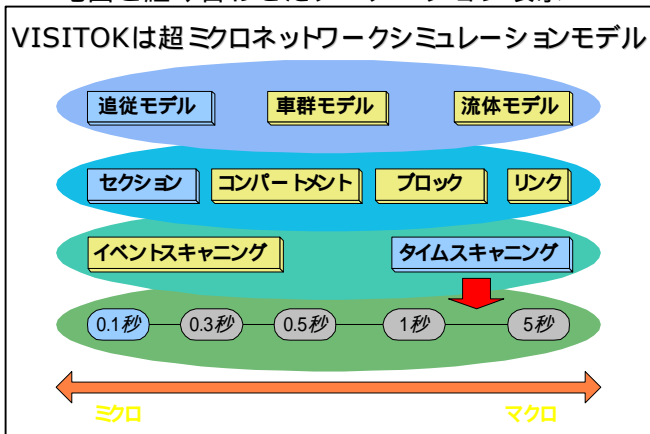 VISITOKは超ミクロネットワークシミュレーションモデル
追従モデル 車群モデル 流体モデル
セクション コンパートメント ブロック リンク
イベントスキャニング タイムスキャニング
0.1秒 0.3秒 0.5秒 1秒 5秒
ミクロ マクロ